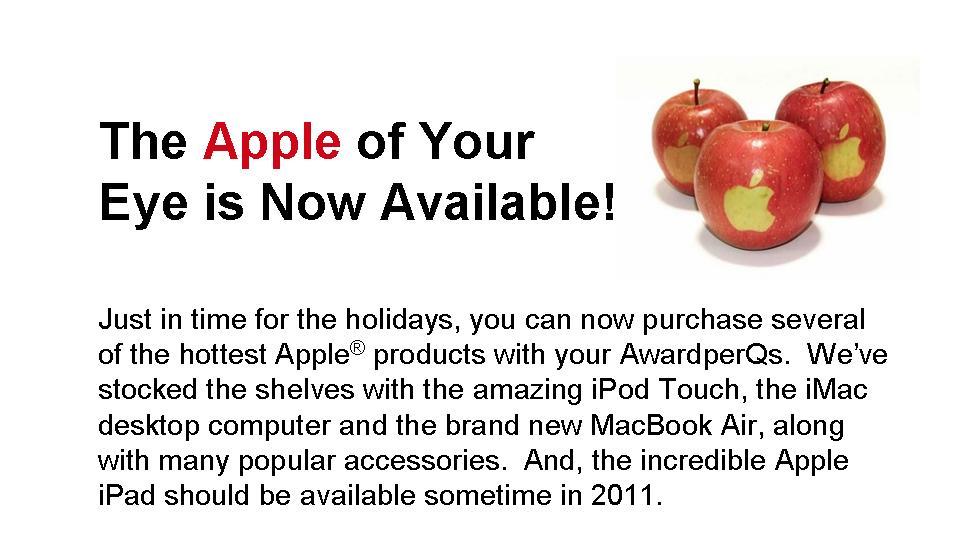 The Apple of Your
Eye is Now Available!
Just in time for the holidays, you can now purchase several
of the hottest Apple® products with your AwardperQs.  We’ve
stocked the shelves with the amazing iPod Touch, the iMac
desktop computer and the brand new MacBook Air, along
with many popular accessories.  And, the incredible Apple
iPad should be available sometime in 2011.